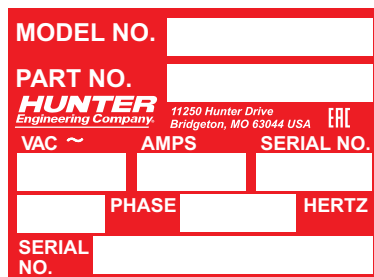 MODEL NO.
PART NO.
HUNTER
Engineering Company.
11250 Hunter Drive
Bridgeton, MO 63044 USA
EAC
VAC ~ AMPS SERIAL NO.
PHASE HERTZ
SERIAL
NO.